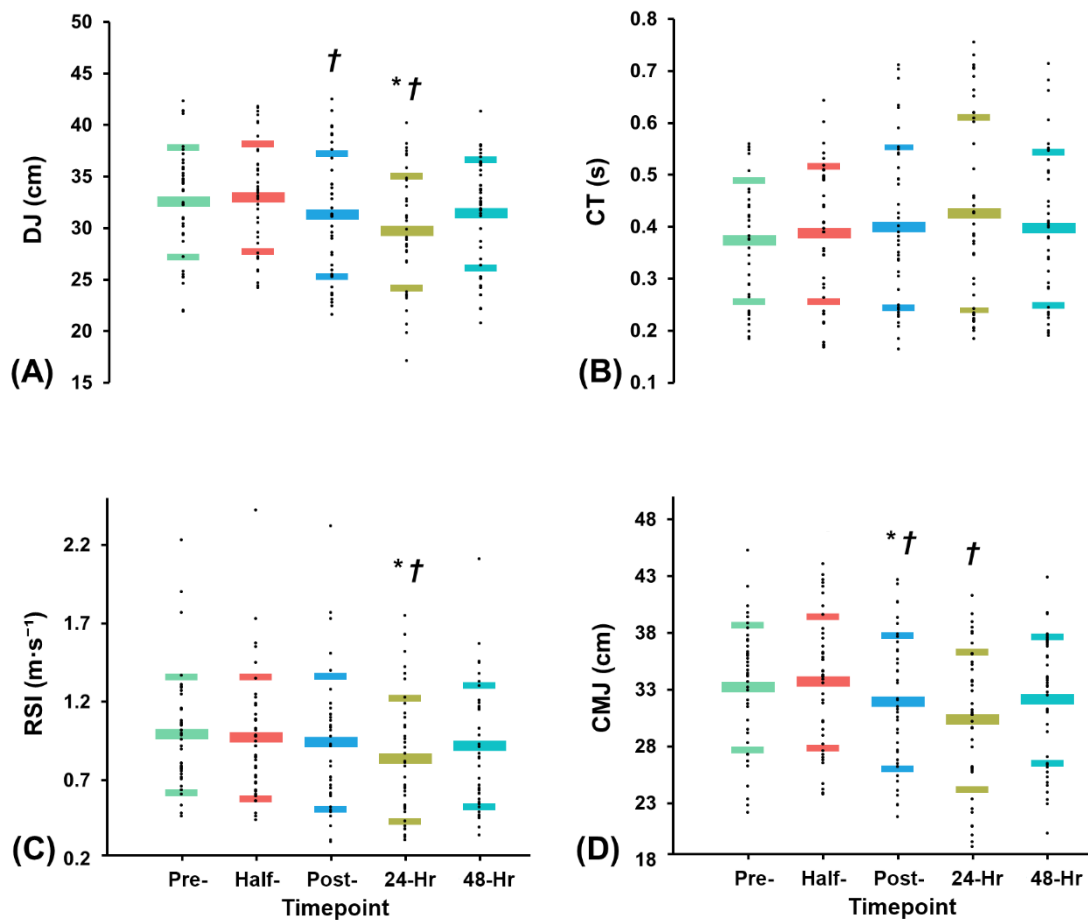 50
45
40
35
30
25
20
15
DJ (cm)
†
* †
(A)
0.8
0.7
0.6
0.5
0.4
0.3
0.2
0.1
CT (s)
(B)
2.2
1.7
1.2
0.7
0.2
RSI (m·s⁻¹)
* †
(C)
Pre- Half- Post- 24-Hr 48-Hr
Timepoint
48
43
38
33
28
23
18
CMJ (cm)
* †
†
(D)
Pre- Half- Post- 24-Hr 48-Hr
Timepoint